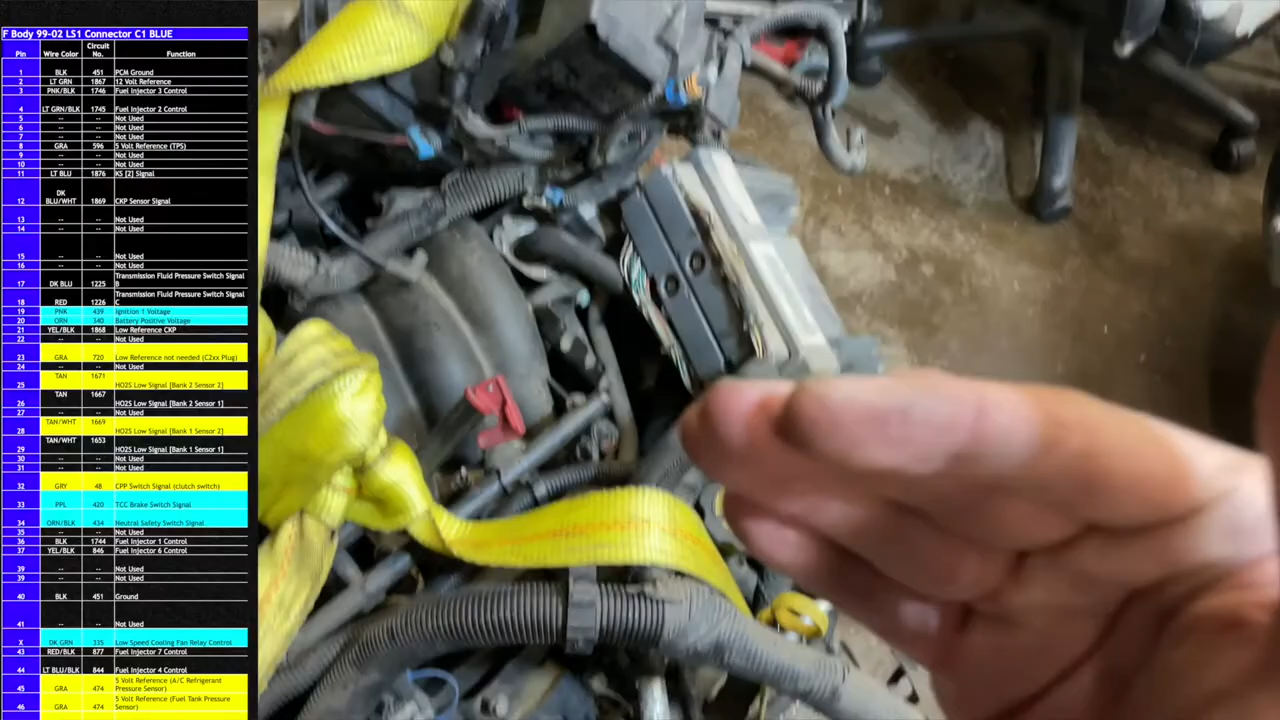 F Body 99-02 LS1 Connector C1 BLUE
Pin Wire Color Circuit No. Function
1 BLK 451 PCM Ground
2 LT GRN 1867 12 Volt Reference
3 PNK/BLK 1746 Fuel Injector 3 Control
4 LT GRN/BLK 1745 Fuel Injector 2 Control
5 -- -- Not Used
6 -- -- Not Used
7 -- -- Not Used
8 GRA 596 5 Volt Reference (TPS)
9 -- -- Not Used
10 -- -- Not Used
11 LT BLU 1876 KS [2] Signal
12 DK BLU/WHT 1869 CKP Sensor Signal
13 -- -- Not Used
14 -- -- Not Used
15 -- -- Not Used
16 -- -- Not Used
17 DK BLU 1225 Transmission Fluid Pressure Switch Signal B
18 RED 1226 Transmission Fluid Pressure Switch Signal C
19 PNK 439 Ignition 1 Voltage
20 ORN 340 Battery Positive Voltage
21 YEL/BLK 1868 Low Reference CKP
22 -- -- Not Used
23 GRA 720 Low Reference not needed (C2xx Plug)
24 -- -- Not Used
25 TAN 1671 HO2S Low Signal [Bank 2 Sensor 2]
26 TAN 1667 HO2S Low Signal [Bank 2 Sensor 1]
27 -- -- Not Used
28 TAN/WHT 1669 HO2S Low Signal [Bank 1 Sensor 2]
29 TAN/WHT 1653 HO2S Low Signal [Bank 1 Sensor 1]
30 -- -- Not Used
31 -- -- Not Used
32 GRY 48 CPP Switch Signal (clutch switch)
33 PPL 420 TCC Brake Switch Signal
34 ORN/BLK 434 Neutral Safety Switch Signal
35 -- -- Not Used
36 BLK 1744 Fuel Injector 1 Control
37 YEL/BLK 846 Fuel Injector 6 Control
39 -- -- Not Used
39 -- -- Not Used
40 BLK 451 Ground
41 -- -- Not Used
X DK GRN 335 Low Speed Cooling Fan Relay Control
43 RED/BLK 877 Fuel Injector 7 Control
44 LT BLU/BLK 844 Fuel Injector 4 Control
45 GRA 474 5 Volt Reference (A/C Refrigerant Pressure Sensor)
46 GRA 474 5 Volt Reference (Fuel Tank Pressure Sensor)